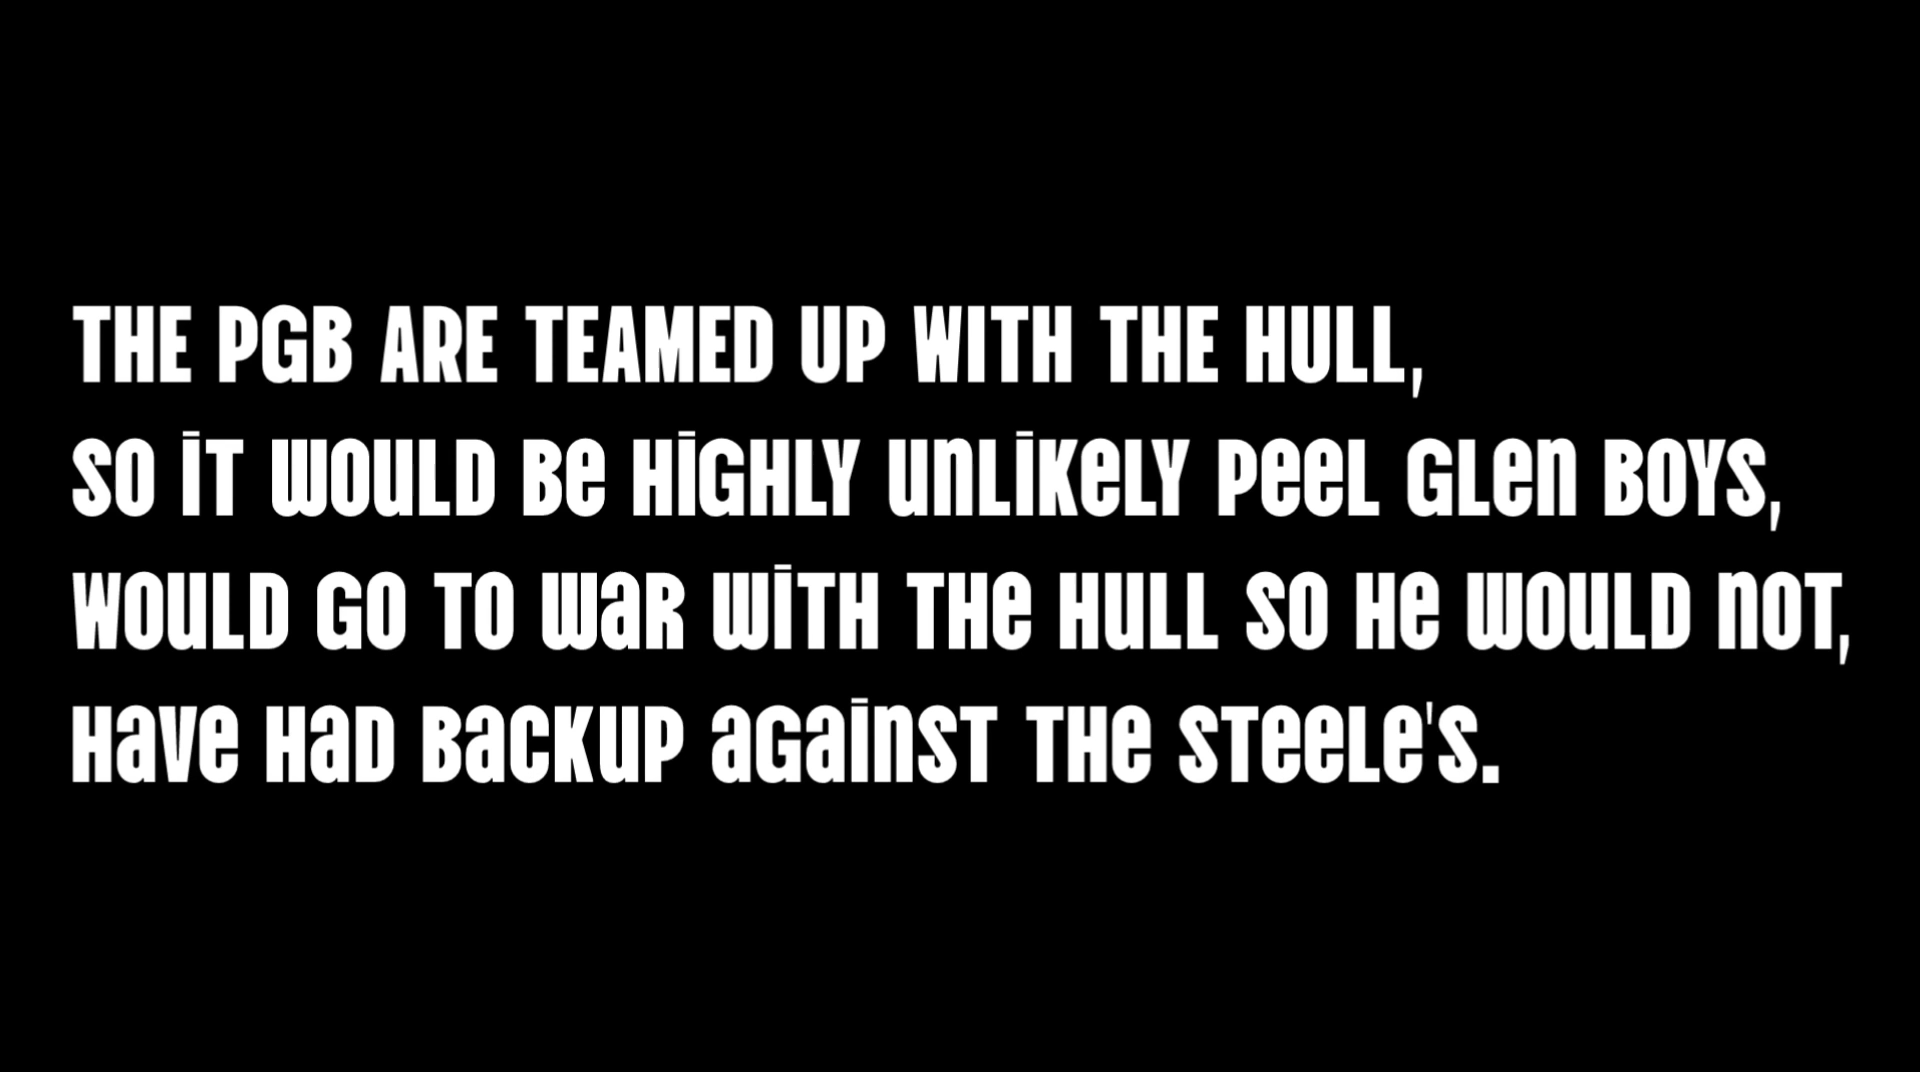 THE PGB ARE TEAMED UP WITH THE HULL,
SO IT WOULD BE HIGHLY UNLIKELY PEEL GLEN BOYS,
WOULD GO TO WAR WITH THE HULL SO HE WOULD NOT,
HAVE HAD BACKUP AGAINST THE STEELE'S.